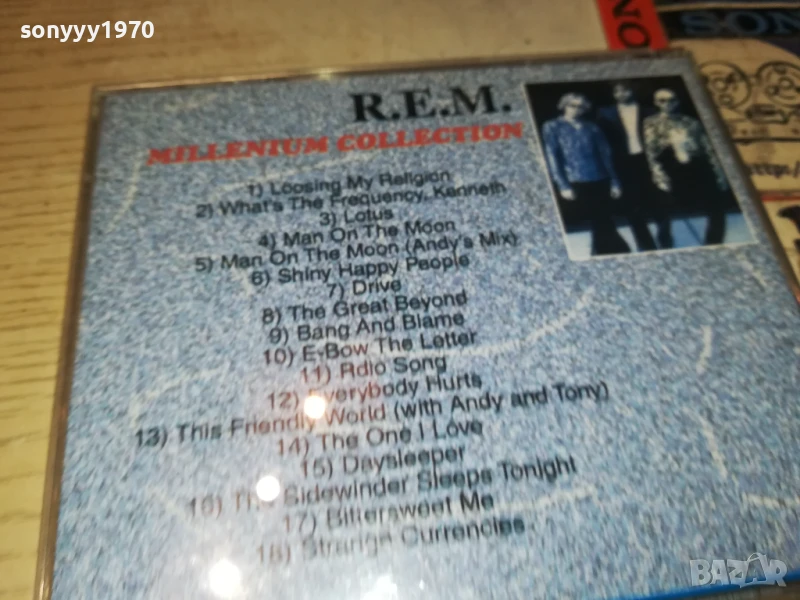 sonyyy1970
SON
R.E.M.
MILLENIUM COLLECTION
1) Loosing My Religion
2) What's The Frequency, Kenneth
3) Lotus
4) Man On The Moon
5) Man On The Moon (Andy's Mix)
6) Shiny Happy People
7) Drive
8) The Great Beyond
9) Bang And Blame
10) E-Bow The Letter
11) Rdio Song
12) Everybody Hurts
13) This Friendly World (with Andy and Tony)
14) The One I Love
15) Daysleeper
16) The Sidewinder Sleeps Tonight
17) Bittersweet Me
18) Strange Currencies
BAZAR